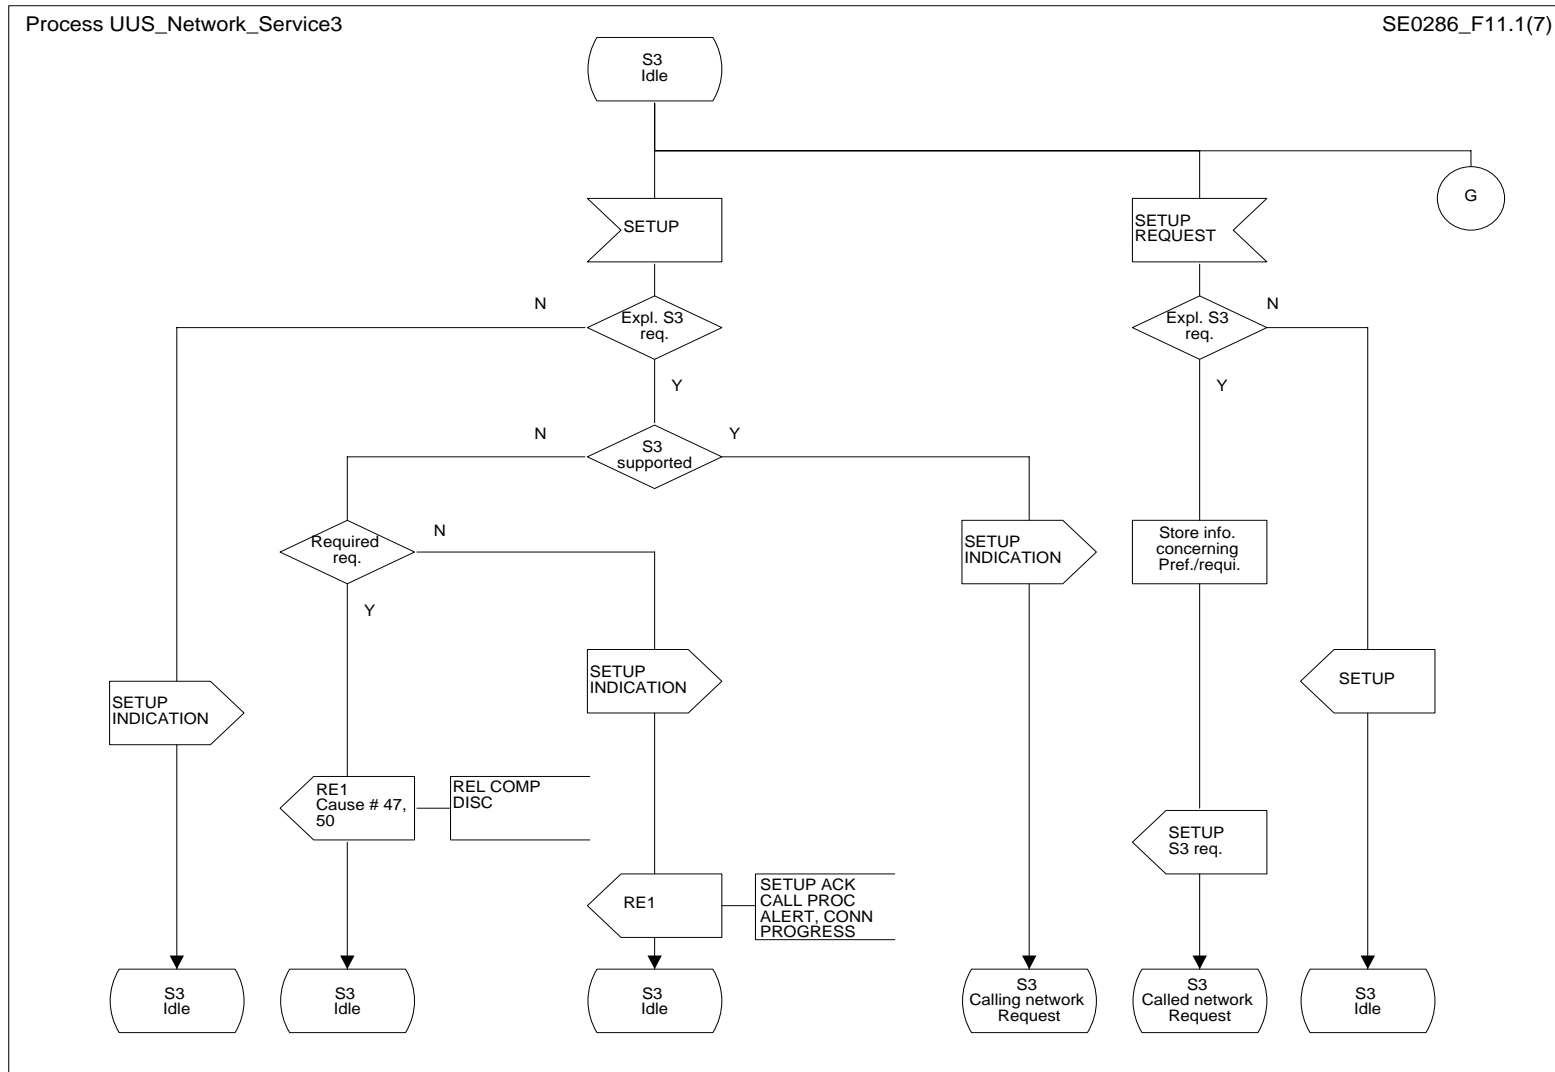 Process UUS_Network_Service3
SE0286_F11.1(7)
S3
Idle
G
SETUP
SETUP
REQUEST
N
Expl. S3
req.
Y
Expl. S3
req.
N
Y
N
S3
supported
Y
Required
req.
N
Y
SETUP
INDICATION
Store info.
concerning
Pref./requi.
SETUP
INDICATION
SETUP
INDICATION
SETUP
RE1
Cause # 47,
50
REL COMP
DISC
SETUP
S3 req.
RE1
SETUP ACK
CALL PROC
ALERT, CONN
PROGRESS
S3
Idle
S3
Idle
S3
Idle
S3
Calling network
Request
S3
Called network
Request
S3
Idle